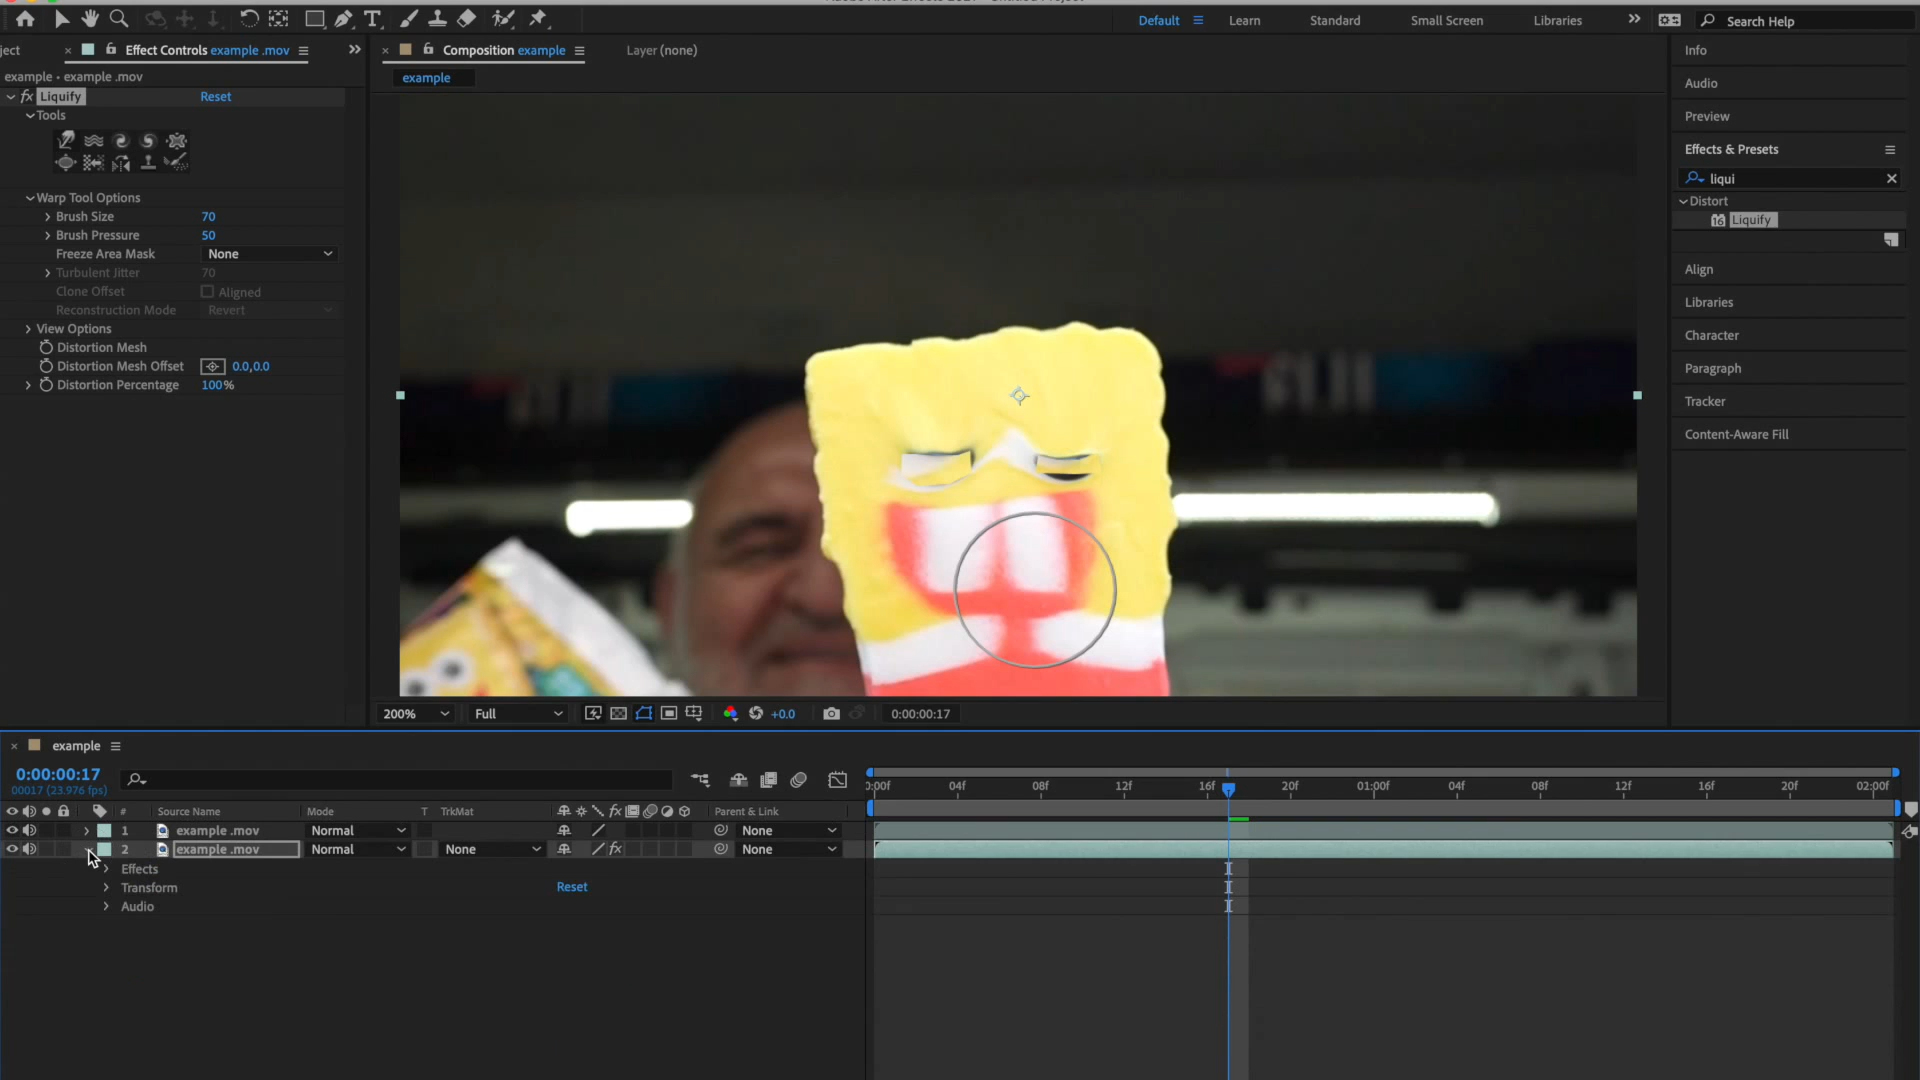 Default
Learn
Standard
Small Screen
Libraries
Search Help
ject
Effect Controls example .mov
Composition example
Layer (none)
example • example .mov
example
fx Liquify Reset
Tools
Warp Tool Options
Brush Size 70
Brush Pressure 50
Freeze Area Mask None
Turbulent Jitter 70
Clone Offset Aligned
Reconstruction Mode Revert
View Options
Distortion Mesh
Distortion Mesh Offset 0.0,0.0
Distortion Percentage 100%
Info
Audio
Preview
Effects & Presets
liqui
Distort
16 Liquify
Align
Libraries
Character
Paragraph
Tracker
Content-Aware Fill
200% Full +0.0 0:00:00:17
example
0:00:00:17
00017 (23.976 fps)
:00f 04f 08f 12f 16f 20f 01:00f 04f 08f 12f 16f 20f 02:00f
# Source Name Mode T TrkMat fx Parent & Link
1 example .mov Normal None
2 example .mov Normal None fx None
Effects
Transform Reset
Audio